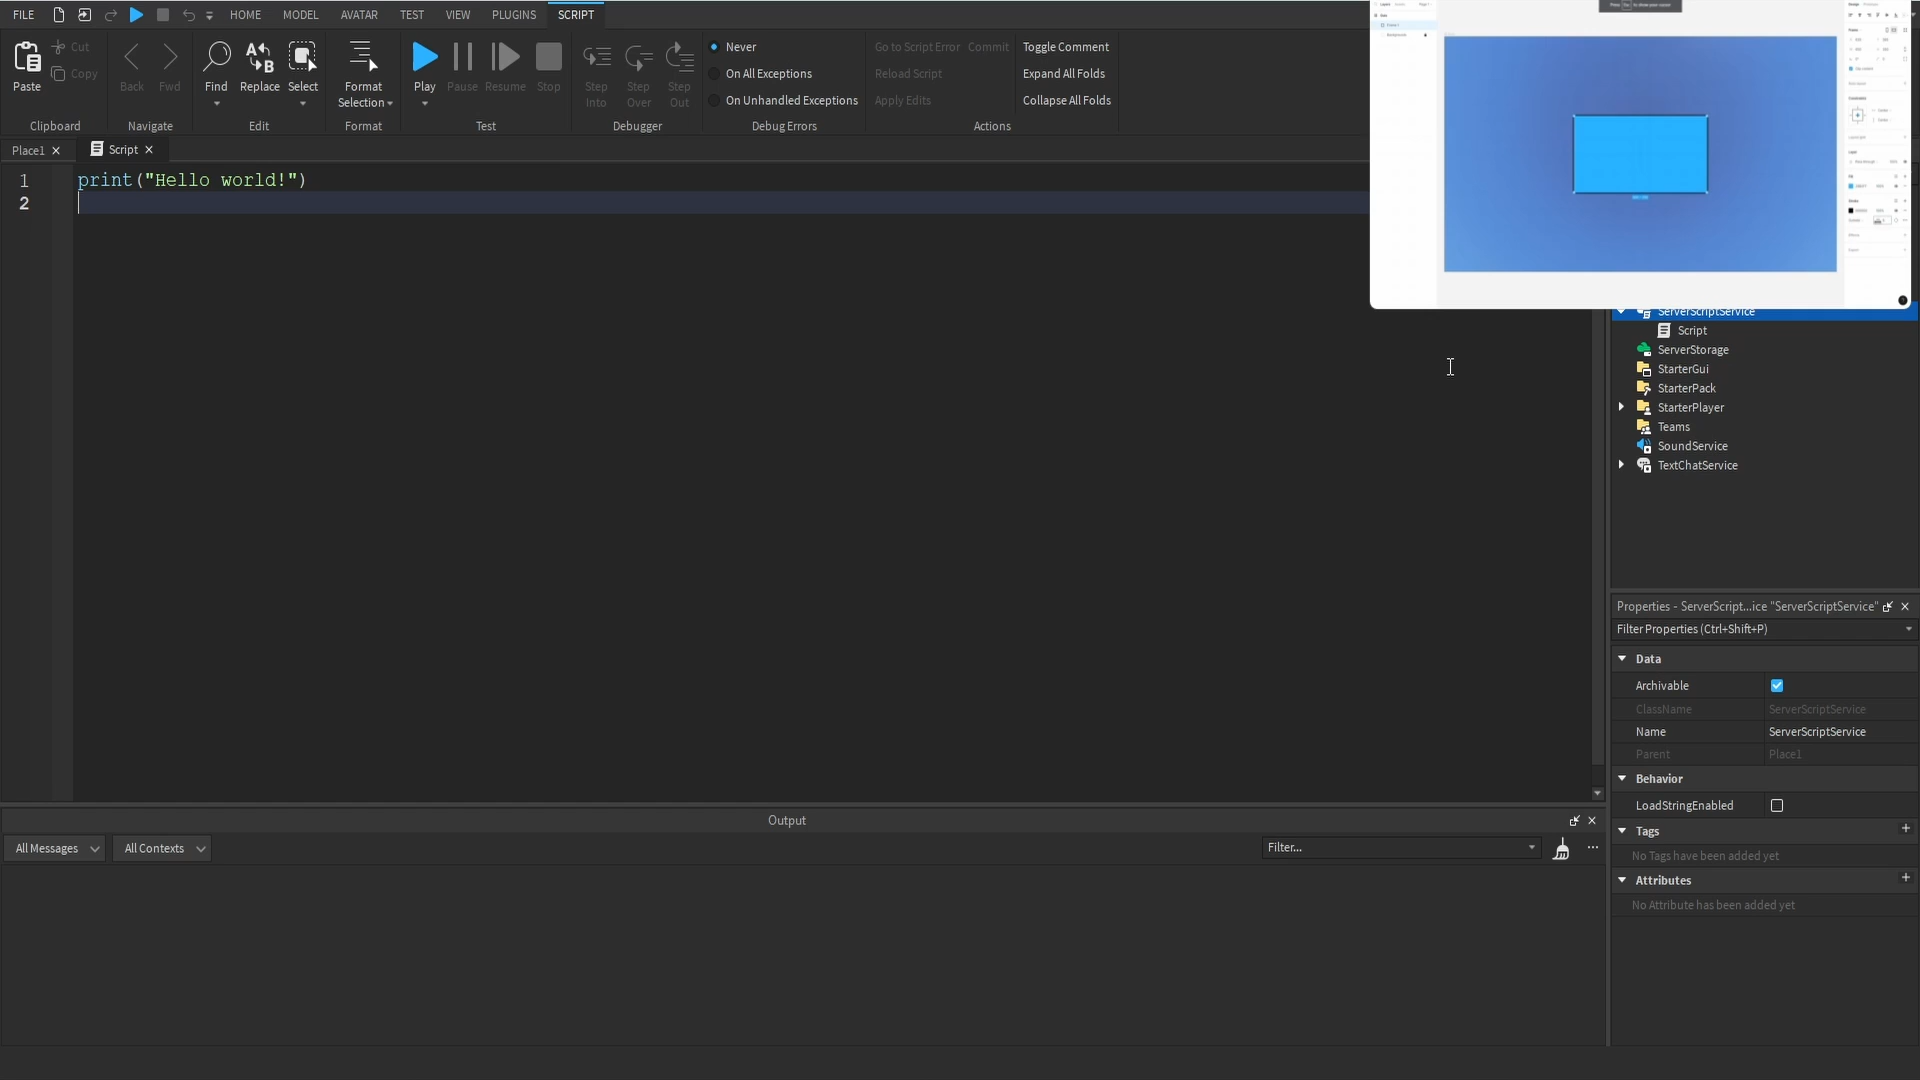 FILE HOME MODEL AVATAR TEST VIEW PLUGINS SCRIPT
Paste Cut Copy
Back Fwd
Find Replace Select
Format Selection
Play Pause Resume Stop
Step Into Step Over Step Out
Never
On All Exceptions
On Unhandled Exceptions
Go to Script Error Commit
Reload Script
Apply Edits
Toggle Comment
Expand All Folds
Collapse All Folds
Clipboard Navigate Edit Format Test Debugger Debug Errors Actions
Place1 Script
1 print("Hello world!")
2
ServerScriptService
Script
ServerStorage
StarterGui
StarterPack
StarterPlayer
Teams
SoundService
TextChatService
Properties - ServerScript...ice "ServerScriptService"
Filter Properties (Ctrl+Shift+P)
Data
Archivable
ClassName ServerScriptService
Name ServerScriptService
Parent Place1
Behavior
LoadStringEnabled
Tags
No Tags have been added yet
Attributes
No Attribute has been added yet
Output
All Messages All Contexts Filter... ...